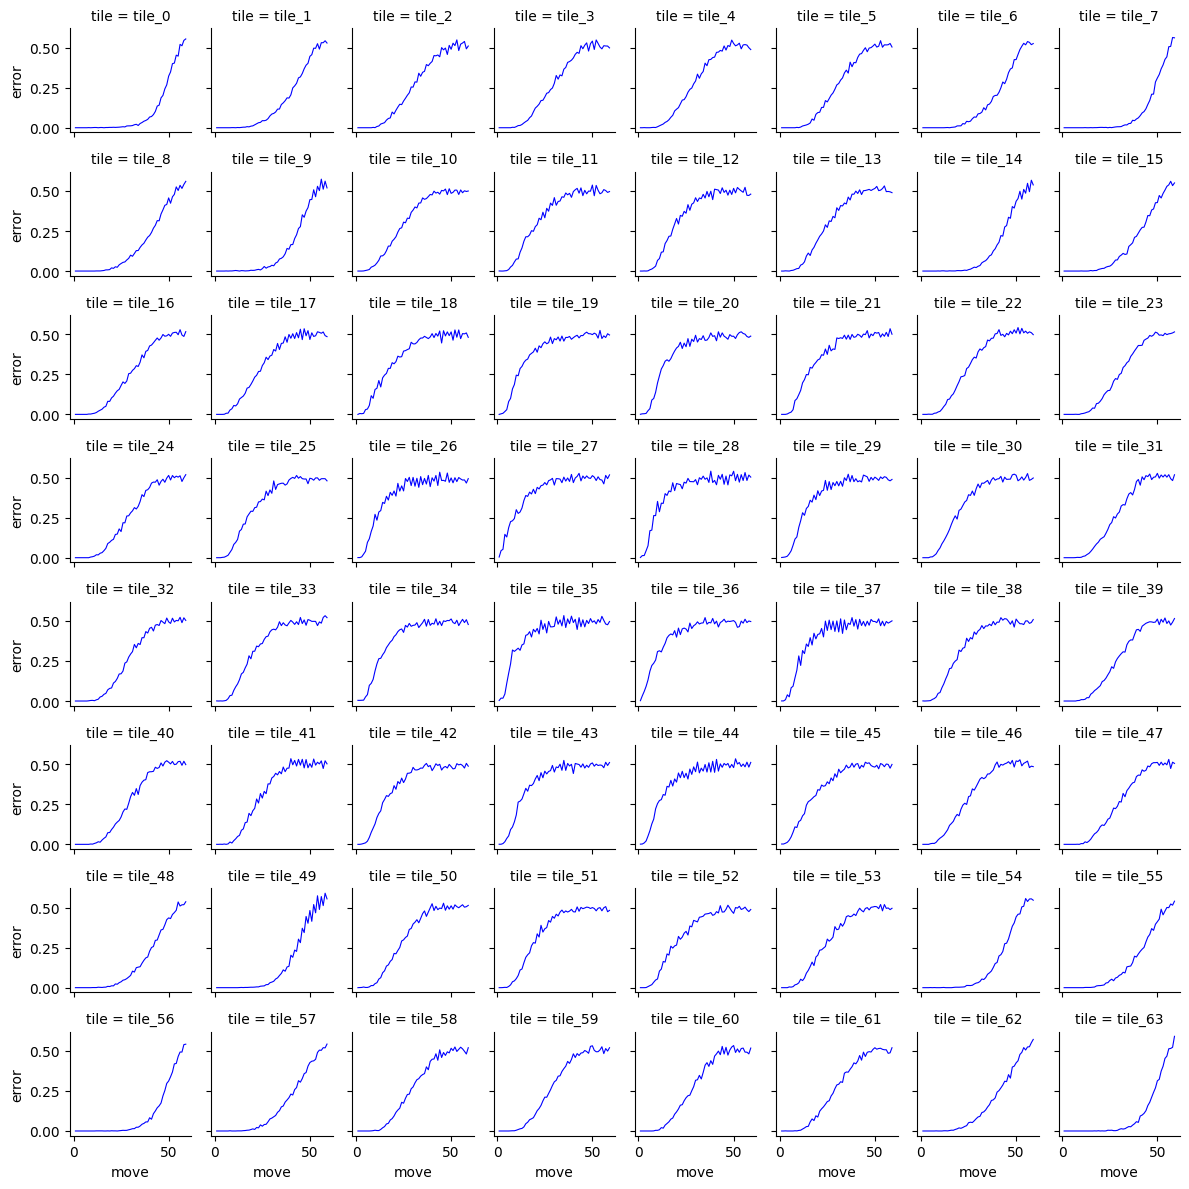 tile = tile_0 tile = tile_1 tile = tile_2 tile = tile_3 tile = tile_4 tile = tile_5 tile = tile_6 tile = tile_7
0.50
0.25
0.00
error
tile = tile_8 tile = tile_9 tile = tile_10 tile = tile_11 tile = tile_12 tile = tile_13 tile = tile_14 tile = tile_15
0.50
0.25
0.00
error
tile = tile_16 tile = tile_17 tile = tile_18 tile = tile_19 tile = tile_20 tile = tile_21 tile = tile_22 tile = tile_23
0.50
0.25
0.00
error
tile = tile_24 tile = tile_25 tile = tile_26 tile = tile_27 tile = tile_28 tile = tile_29 tile = tile_30 tile = tile_31
0.50
0.25
0.00
error
tile = tile_32 tile = tile_33 tile = tile_34 tile = tile_35 tile = tile_36 tile = tile_37 tile = tile_38 tile = tile_39
0.50
0.25
0.00
error
tile = tile_40 tile = tile_41 tile = tile_42 tile = tile_43 tile = tile_44 tile = tile_45 tile = tile_46 tile = tile_47
0.50
0.25
0.00
error
tile = tile_48 tile = tile_49 tile = tile_50 tile = tile_51 tile = tile_52 tile = tile_53 tile = tile_54 tile = tile_55
0.50
0.25
0.00
error
tile = tile_56 tile = tile_57 tile = tile_58 tile = tile_59 tile = tile_60 tile = tile_61 tile = tile_62 tile = tile_63
0.50
0.25
0.00
error
0 50 0 50 0 50 0 50 0 50 0 50 0 50 0 50
move move move move move move move move